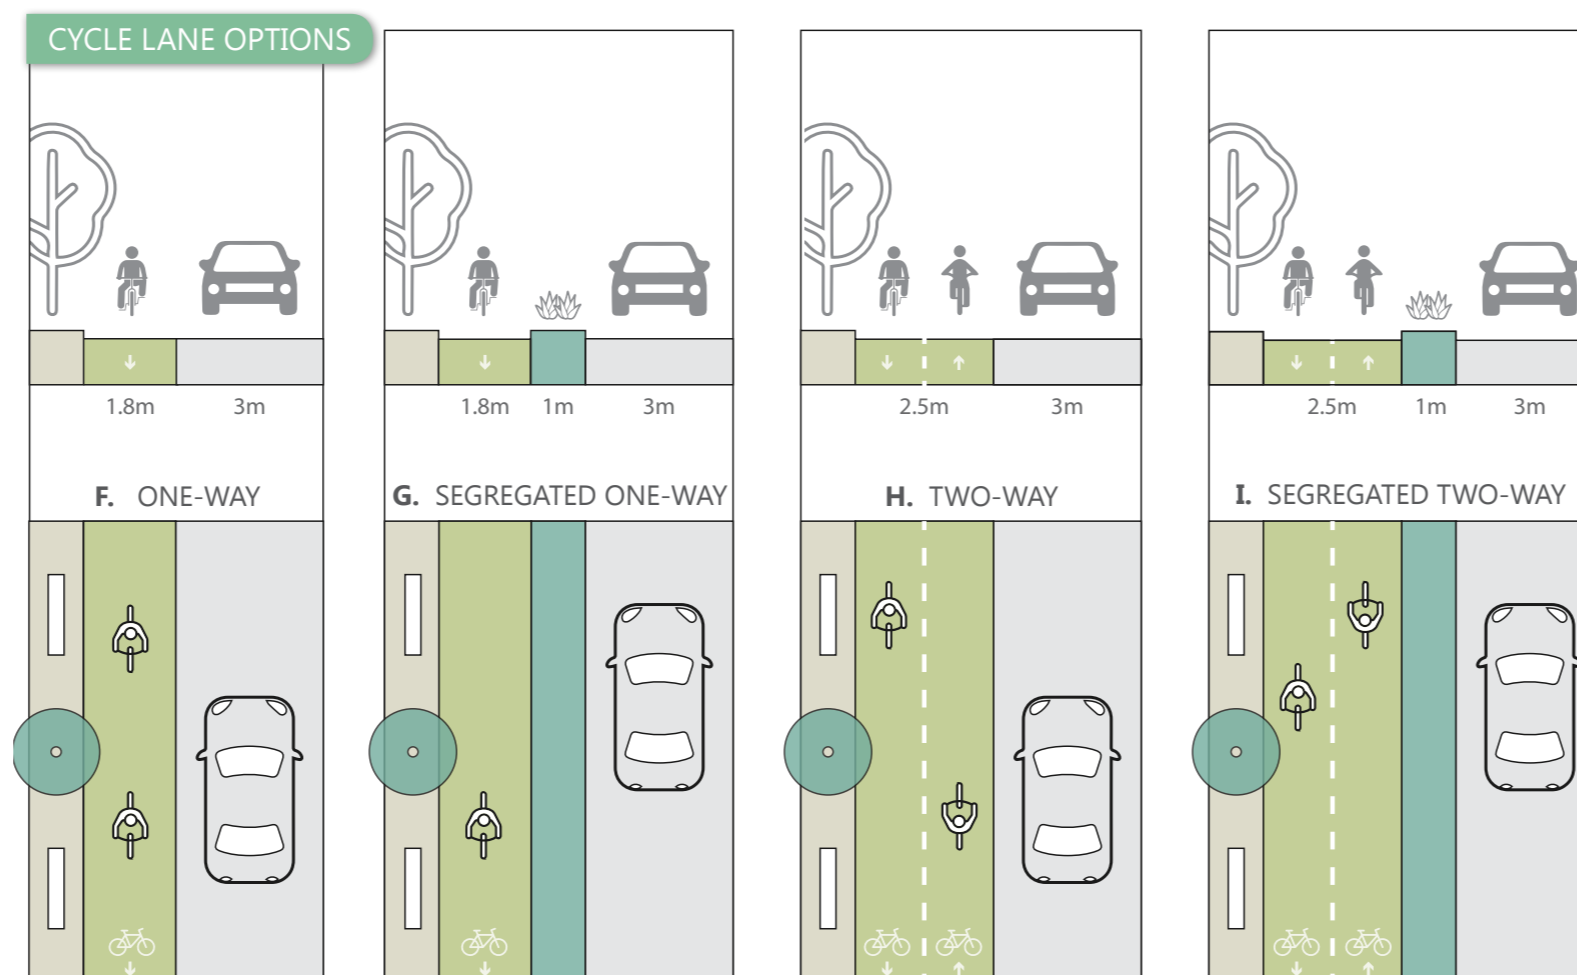 CYCLE LANE OPTIONS
1.8m 3m
1.8m 1m 3m
2.5m 3m
2.5m 1m 3m
F. ONE-WAY
G. SEGREGATED ONE-WAY
H. TWO-WAY
I. SEGREGATED TWO-WAY